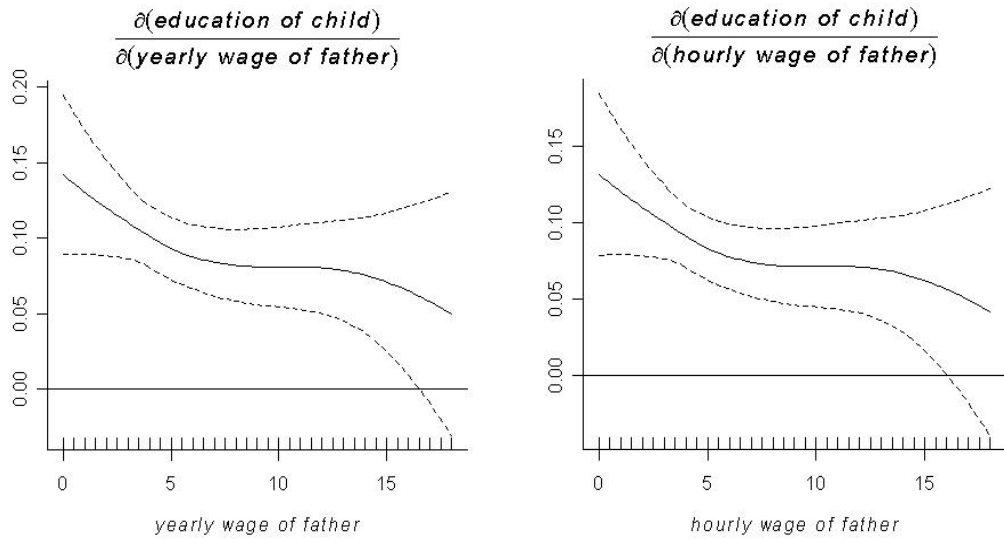 ∂(education of child)
∂(yearly wage of father)
0.20
0.15
0.10
0.05
0.00
0
5
10
15
yearly wage of father
∂(education of child)
∂(hourly wage of father)
0.15
0.10
0.05
0.00
0
5
10
15
hourly wage of father